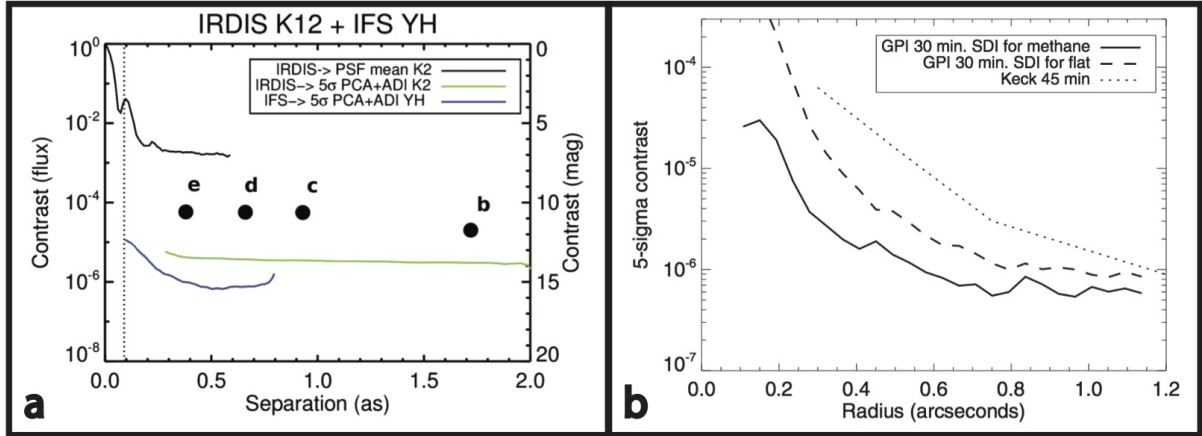 IRDIS K12 + IFS YH
IRDIS-> PSF mean K2
IRDIS-> 5σ PCA+ADI K2
IFS-> 5σ PCA+ADI YH
Contrast (flux)
10⁰
10⁻²
10⁻⁴
10⁻⁶
10⁻⁸
e
d
c
b
0
5
10
15
20
Contrast (mag)
0.0 0.5 1.0 1.5 2.0
Separation (as)
a
GPI 30 min. SDI for methane
GPI 30 min. SDI for flat
Keck 45 min
5-sigma contrast
10⁻⁴
10⁻⁵
10⁻⁶
10⁻⁷
0.0 0.2 0.4 0.6 0.8 1.0 1.2
Radius (arcseconds)
b